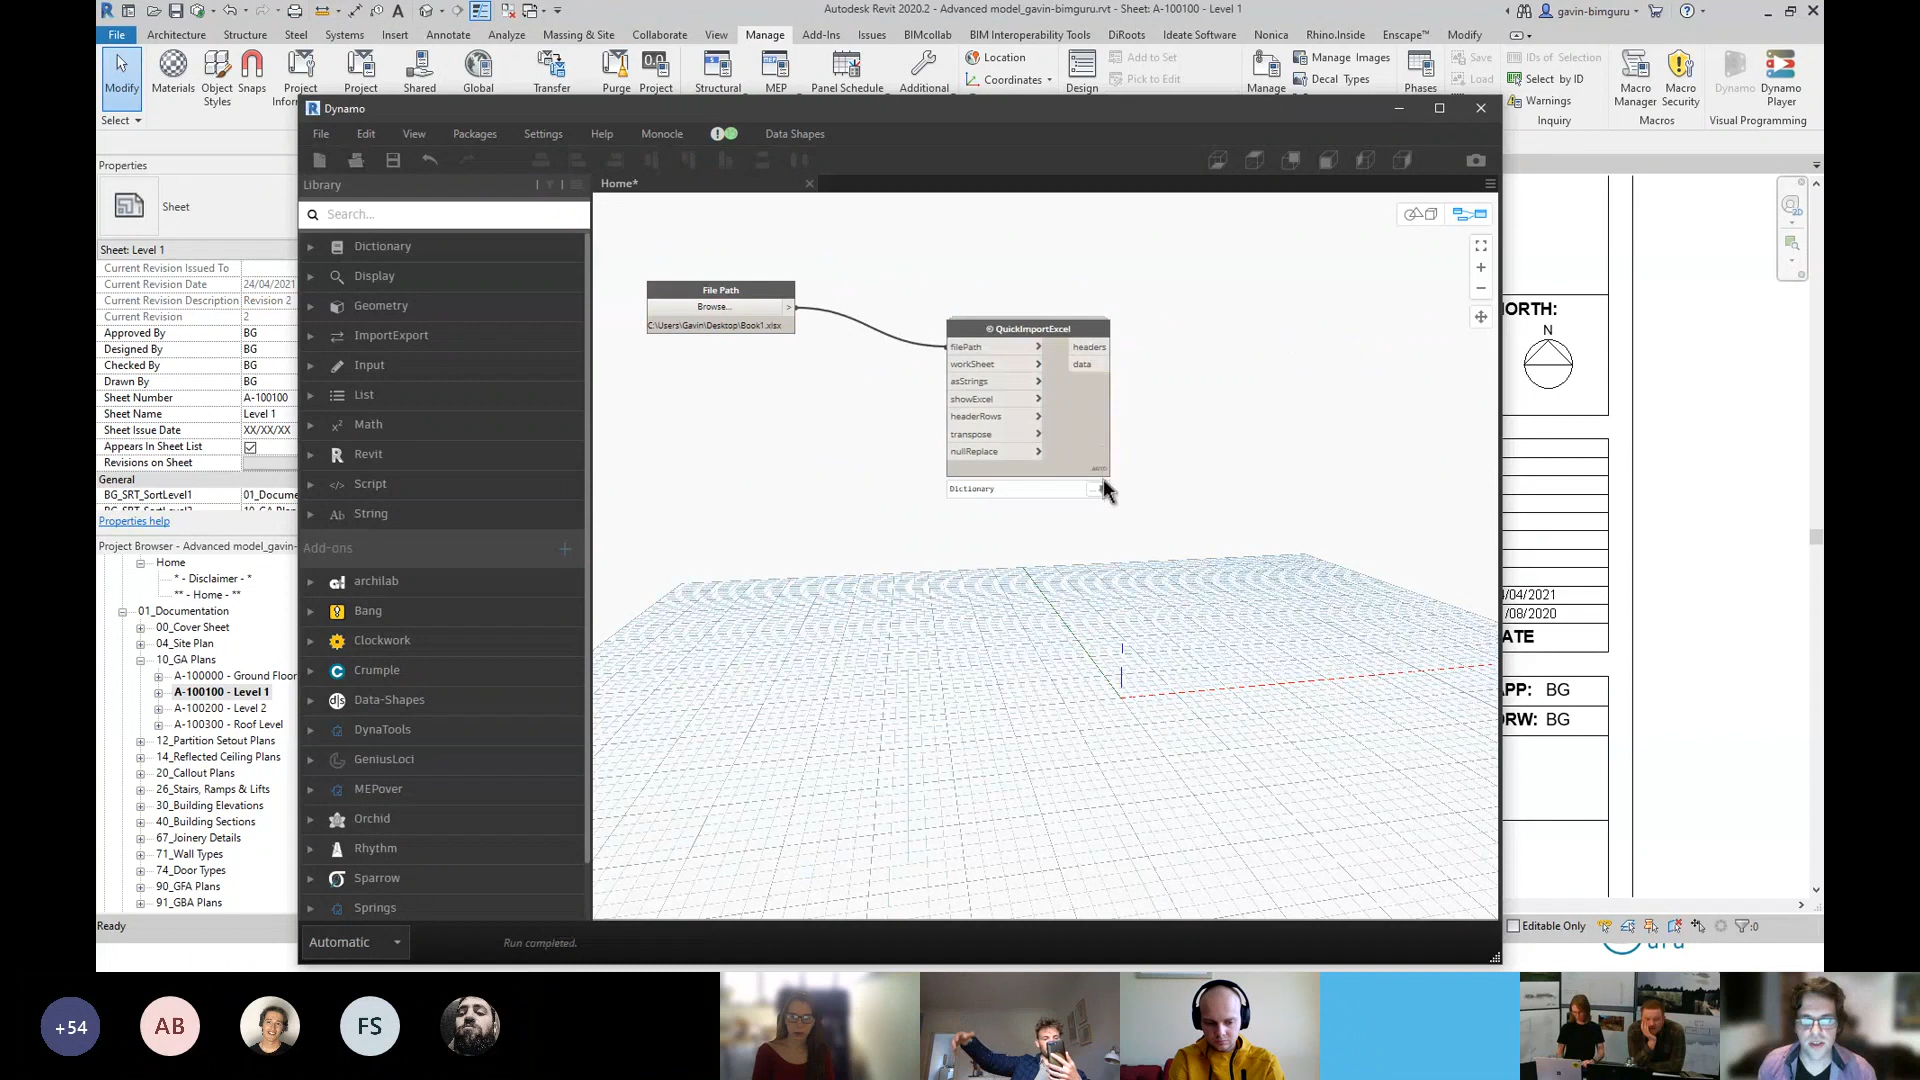 Autodesk Revit 2020.2 - Advanced model_gavin-bimguru.rvt - Sheet: A-100100 - Level 1
gavin-bimguru
File
Architecture
Structure
Steel
Systems
Insert
Annotate
Analyze
Massing & Site
Collaborate
View
Manage
Add-Ins
Issues
BIMcollab
BIM Interoperability Tools
DiRoots
Ideate Software
Nonica
Rhino.Inside
Enscape™
Modify
Modify
Materials
Object
Styles
Snaps
Project
Project
Shared
Global
Transfer
Purge
Project
Structural
MEP
Panel Schedule
Additional
Location
Coordinates
Design
Add to Set
Pick to Edit
Manage
Manage Images
Decal Types
Phases
Save
Load
IDs of Selection
Select by ID
Warnings
Inquiry
Macro
Manager
Macro
Security
Macros
Dynamo
Dynamo
Player
Visual Programming
Select
Properties
Sheet
Sheet: Level 1
Current Revision Issued To
Current Revision Date 24/04/2021
Current Revision Description Revision 2
Current Revision 2
Approved By BG
Designed By BG
Checked By BG
Drawn By BG
Sheet Number A-100100
Sheet Name Level 1
Sheet Issue Date XX/XX/XX
Appears In Sheet List
Revisions on Sheet
General
BG_SRT_SortLevel1 01_Docume
Properties help
Project Browser - Advanced model_gavin-
Home
* - Disclaimer - *
** - Home - **
01_Documentation
00_Cover Sheet
04_Site Plan
10_GA Plans
A-100000 - Ground Floor
A-100100 - Level 1
A-100200 - Level 2
A-100300 - Roof Level
12_Partition Setout Plans
14_Reflected Ceiling Plans
20_Callout Plans
26_Stairs, Ramps & Lifts
30_Building Elevations
40_Building Sections
67_Joinery Details
71_Wall Types
74_Door Types
90_GFA Plans
91_GBA Plans
Ready
Dynamo
File
Edit
View
Packages
Settings
Help
Monocle
Data Shapes
Library
Search...
Dictionary
Display
Geometry
ImportExport
Input
List
Math
Revit
Script
String
Add-ons
archilab
Bang
Clockwork
Crumple
Data-Shapes
DynaTools
GeniusLoci
MEPover
Orchid
Rhythm
Sparrow
Springs
Automatic
Run completed.
Home*
File Path
Browse... >
C:\Users\Gavin\Desktop\Book1.xlsx
QuickImportExcel
filePath
workSheet
asStrings
showExcel
headerRows
transpose
nullReplace
headers
data
AUTO
Dictionary
ORTH:
N
/04/2021
/08/2020
ATE
PP: BG
RW: BG
Editable Only
:0
+54
AB
FS